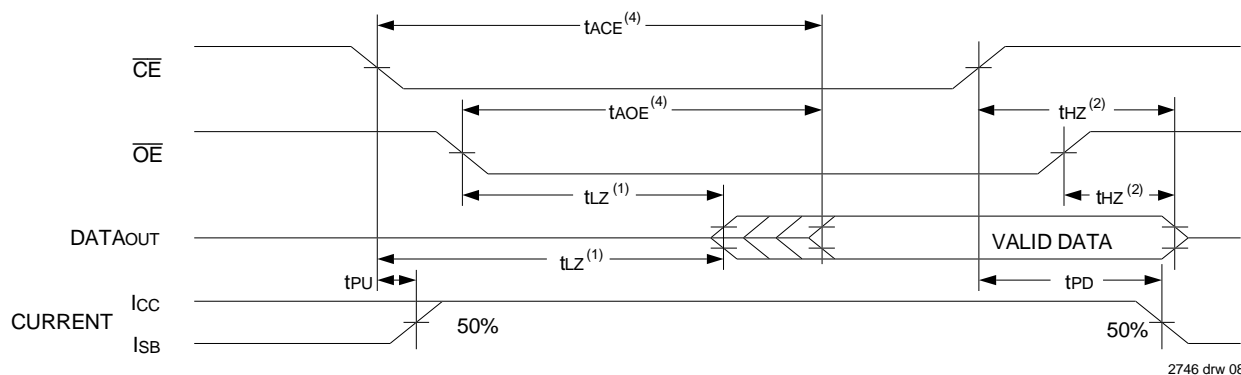 tACE(4)
CE
tAOE(4)
tHZ(2)
OE
tLZ(1)
tHZ(2)
DATAOUT
VALID DATA
tLZ(1)
tPU
tPD
ICC
CURRENT
50%
50%
ISB
2746 drw 08